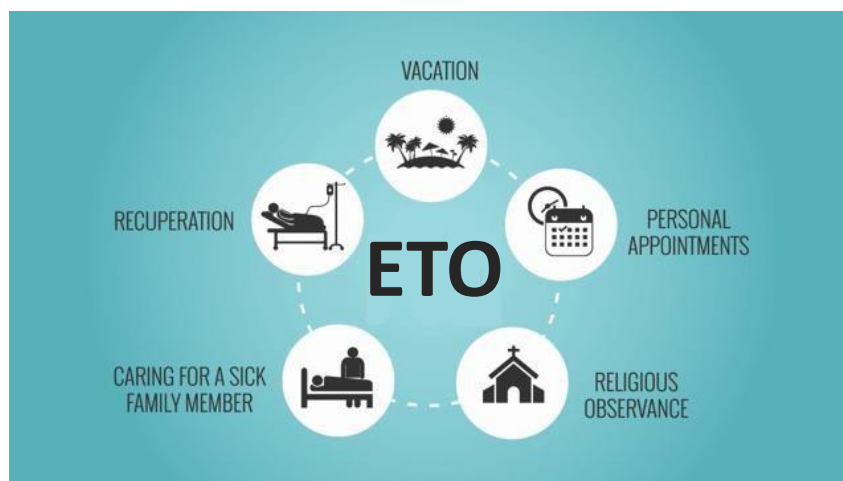 VACATION
RECUPERATION
PERSONAL
APPOINTMENTS
ETO
CARING FOR A SICK
FAMILY MEMBER
RELIGIOUS
OBSERVANCE